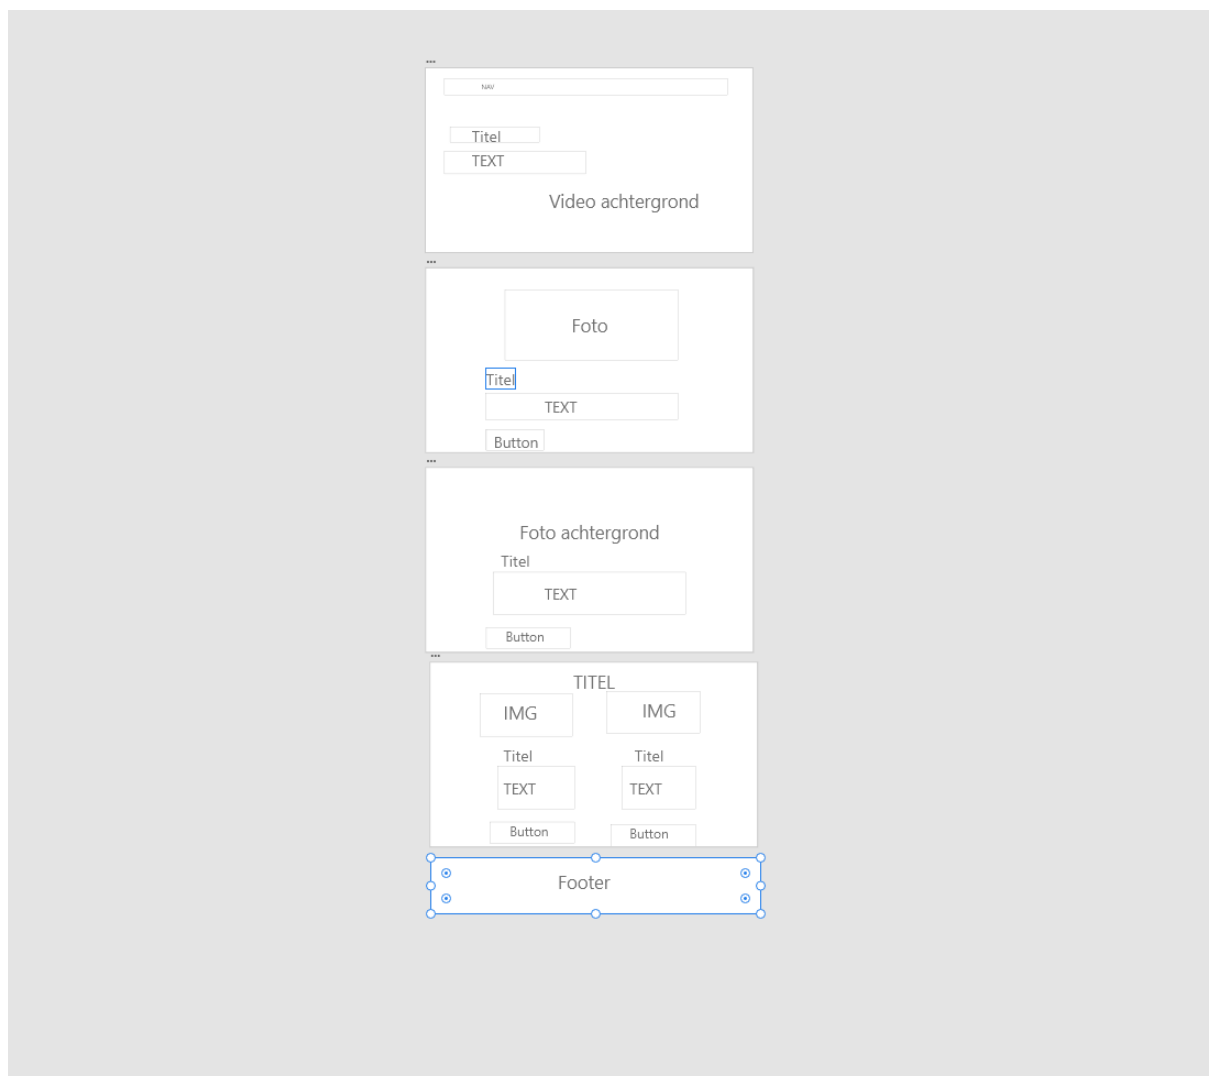 NAV
Titel
TEXT
Video achtergrond
Foto
Titel
TEXT
Button
Foto achtergrond
Titel
TEXT
Button
TITEL
IMG IMG
Titel Titel
TEXT TEXT
Button Button
Footer